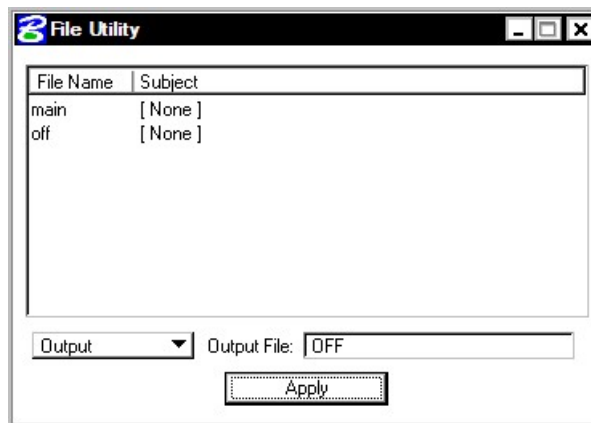 File Utility
File Name Subject
main [ None ]
off [ None ]
Output Output File: OFF
Apply